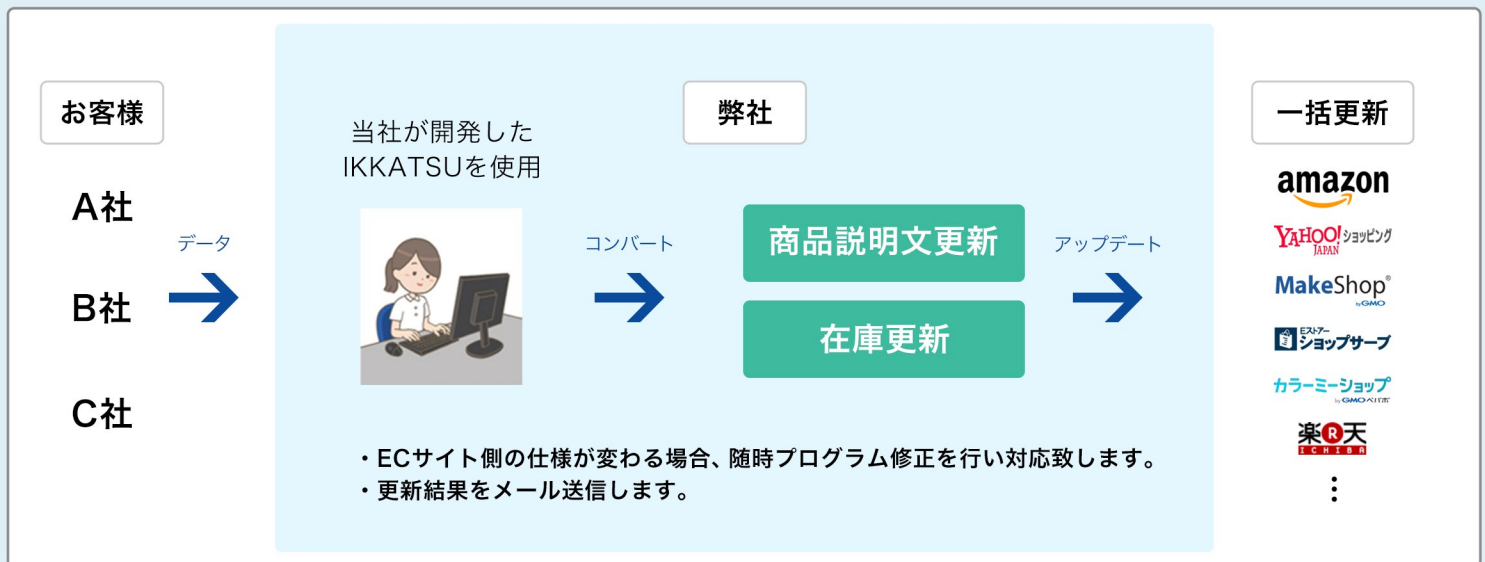 お客様
A社
B社
C社
データ
当社が開発した
IKKATSUを使用
コンバート
弊社
商品説明文更新
在庫更新
アップデート
・ECサイト側の仕様が変わる場合、随時プログラム修正を行い対応致します。
・更新結果をメール送信します。
一括更新
amazon
YAHOO!ショッピング
JAPAN
MakeShop®
byGMO
Eストアー
ショップサーブ
カラーミーショップ
by GMOペパボ
楽R天
ICHIBA
⋮